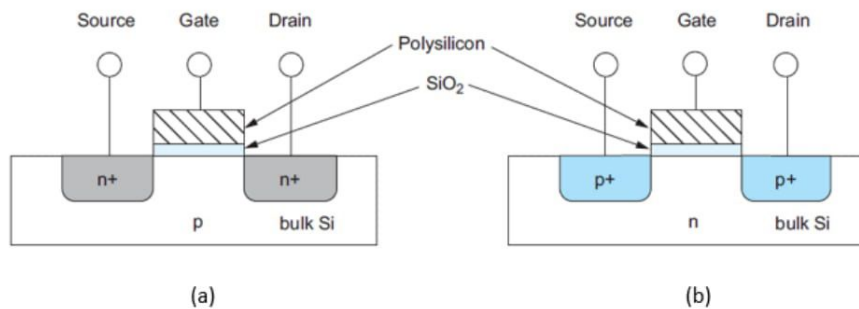 Source Gate Drain Source Gate Drain
Polysilicon
SiO₂
n+ n+ p+ p+
p bulk Si n bulk Si
(a) (b)